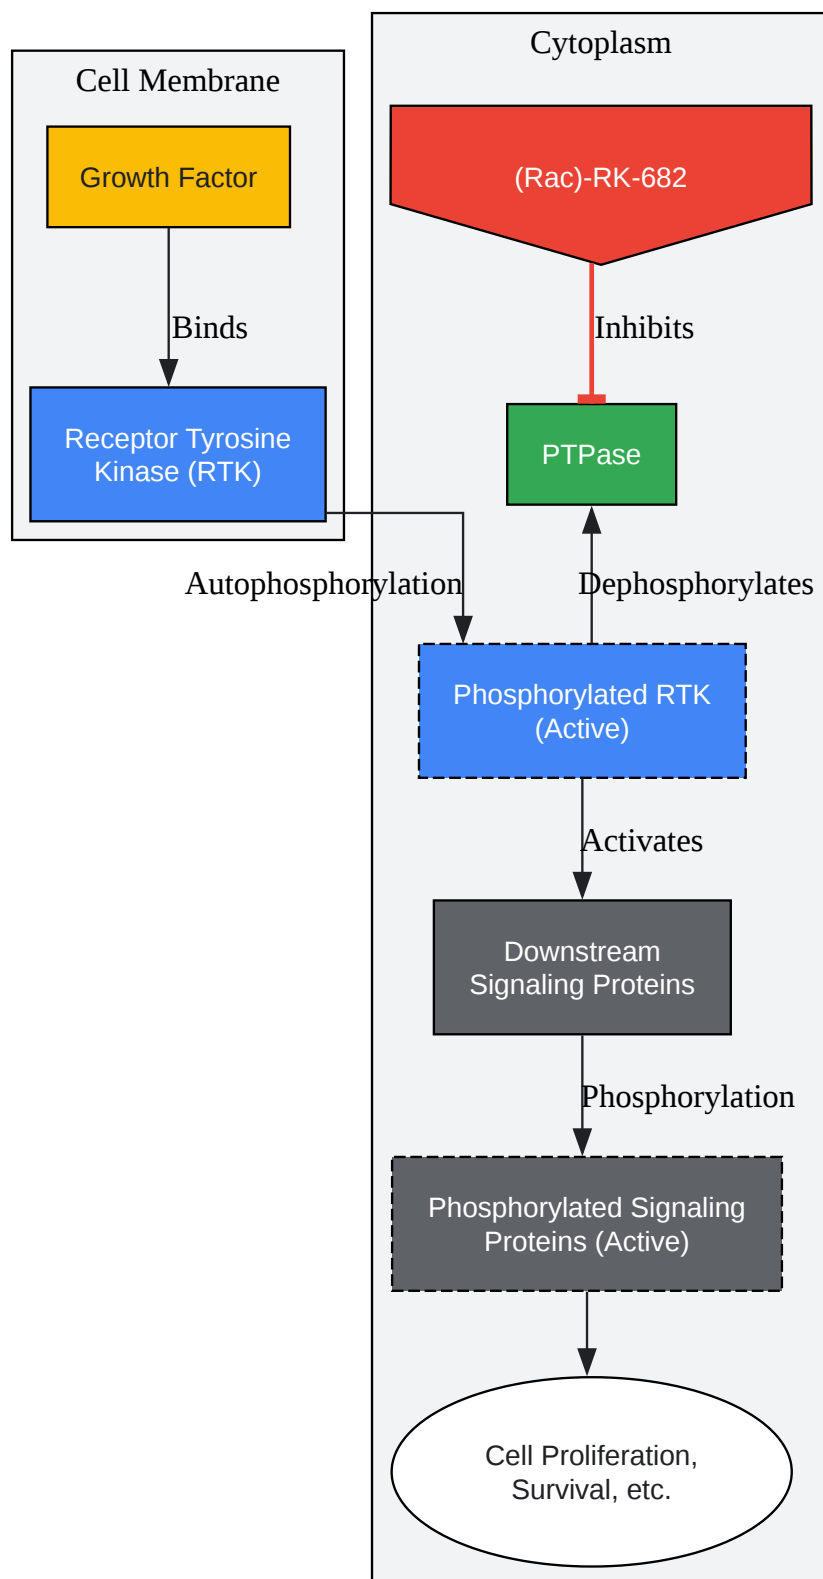 Cell Membrane
Growth Factor
Binds
Receptor Tyrosine
Kinase (RTK)
Autophosphorylation
Cytoplasm
(Rac)-RK-682
Inhibits
PTPase
Dephosphorylates
Phosphorylated RTK
(Active)
Activates
Downstream
Signaling Proteins
Phosphorylation
Phosphorylated Signaling
Proteins (Active)
Cell Proliferation,
Survival, etc.